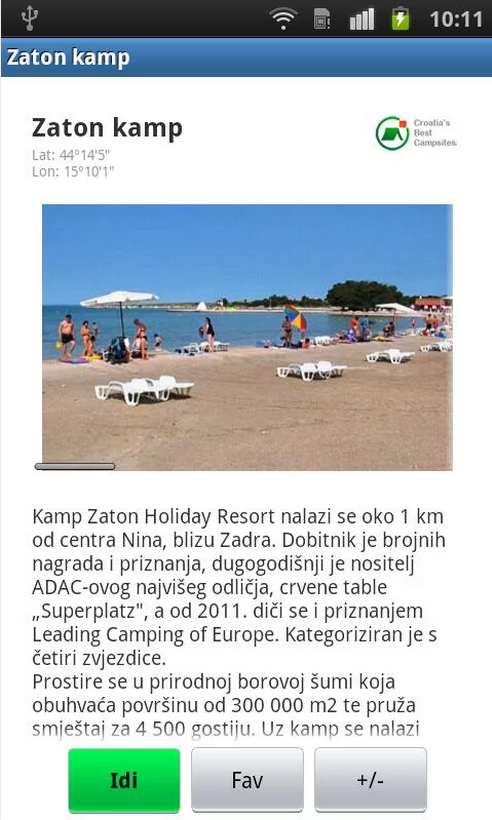 10:11
Zaton kamp
Zaton kamp
Lat: 44º14'5"
Lon: 15º10'1"
Croatia's
Best
Campsites
Kamp Zaton Holiday Resort nalazi se oko 1 km
od centra Nina, blizu Zadra. Dobitnik je brojnih
nagrada i priznanja, dugogodišnji je nositelj
ADAC-ovog najvišeg odličja, crvene table
„Superplatz", a od 2011. diči se i priznanjem
Leading Camping of Europe. Kategoriziran je s
četiri zvjezdice.
Prostire se u prirodnoj borovoj šumi koja
obuhvaća površinu od 300 000 m2 te pruža
smještaj za 4 500 gostiju. Uz kamp se nalazi
Idi
Fav
+/-